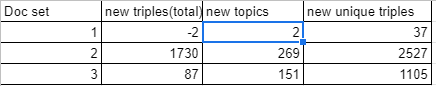 Doc set new triples(total) new topics new unique triples
1 -2 2 37
2 1730 269 2527
3 87 151 1105